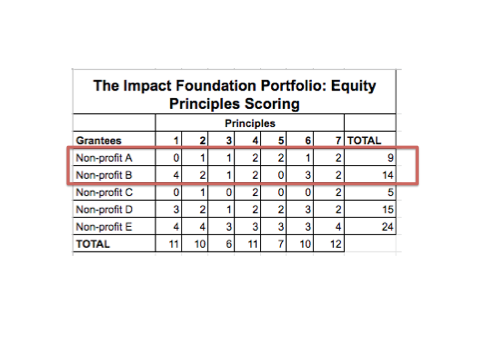 The Impact Foundation Portfolio: Equity
Principles Scoring
Principles
Grantees 1 2 3 4 5 6 7 TOTAL
Non-profit A 0 1 1 2 2 1 2 9
Non-profit B 4 2 1 2 0 3 2 14
Non-profit C 0 1 0 2 0 0 2 5
Non-profit D 3 2 1 2 2 3 2 15
Non-profit E 4 4 3 3 3 3 4 24
TOTAL 11 10 6 11 7 10 12